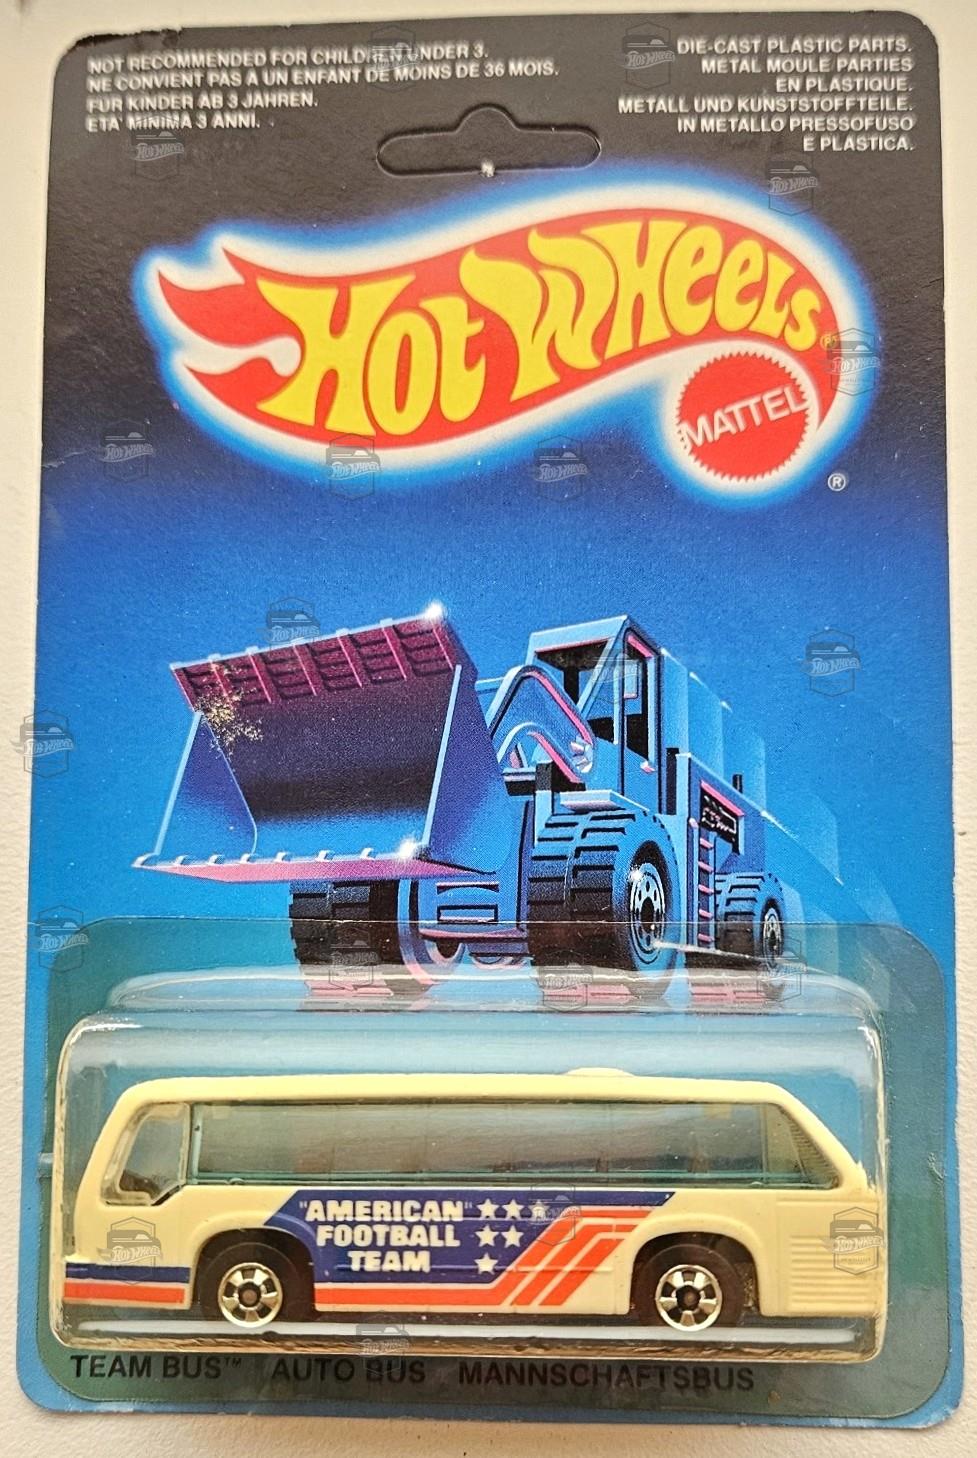 NOT RECOMMENDED FOR CHILDREN UNDER 3.
NE CONVIENT PAS A UN ENFANT DE MOINS DE 36 MOIS.
FUR KINDER AB 3 JAHREN.
ETA' MINIMA 3 ANNI.
DIE-CAST PLASTIC PARTS.
METAL MOULE PARTIES
EN PLASTIQUE.
METALL UND KUNSTSTOFFTEILE.
IN METALLO PRESSOFUSO
E PLASTICA.
HOT WHEELS®
MATTEL
®
"AMERICAN"
FOOTBALL
TEAM
TEAM BUS™ AUTO BUS MANNSCHAFTSBUS